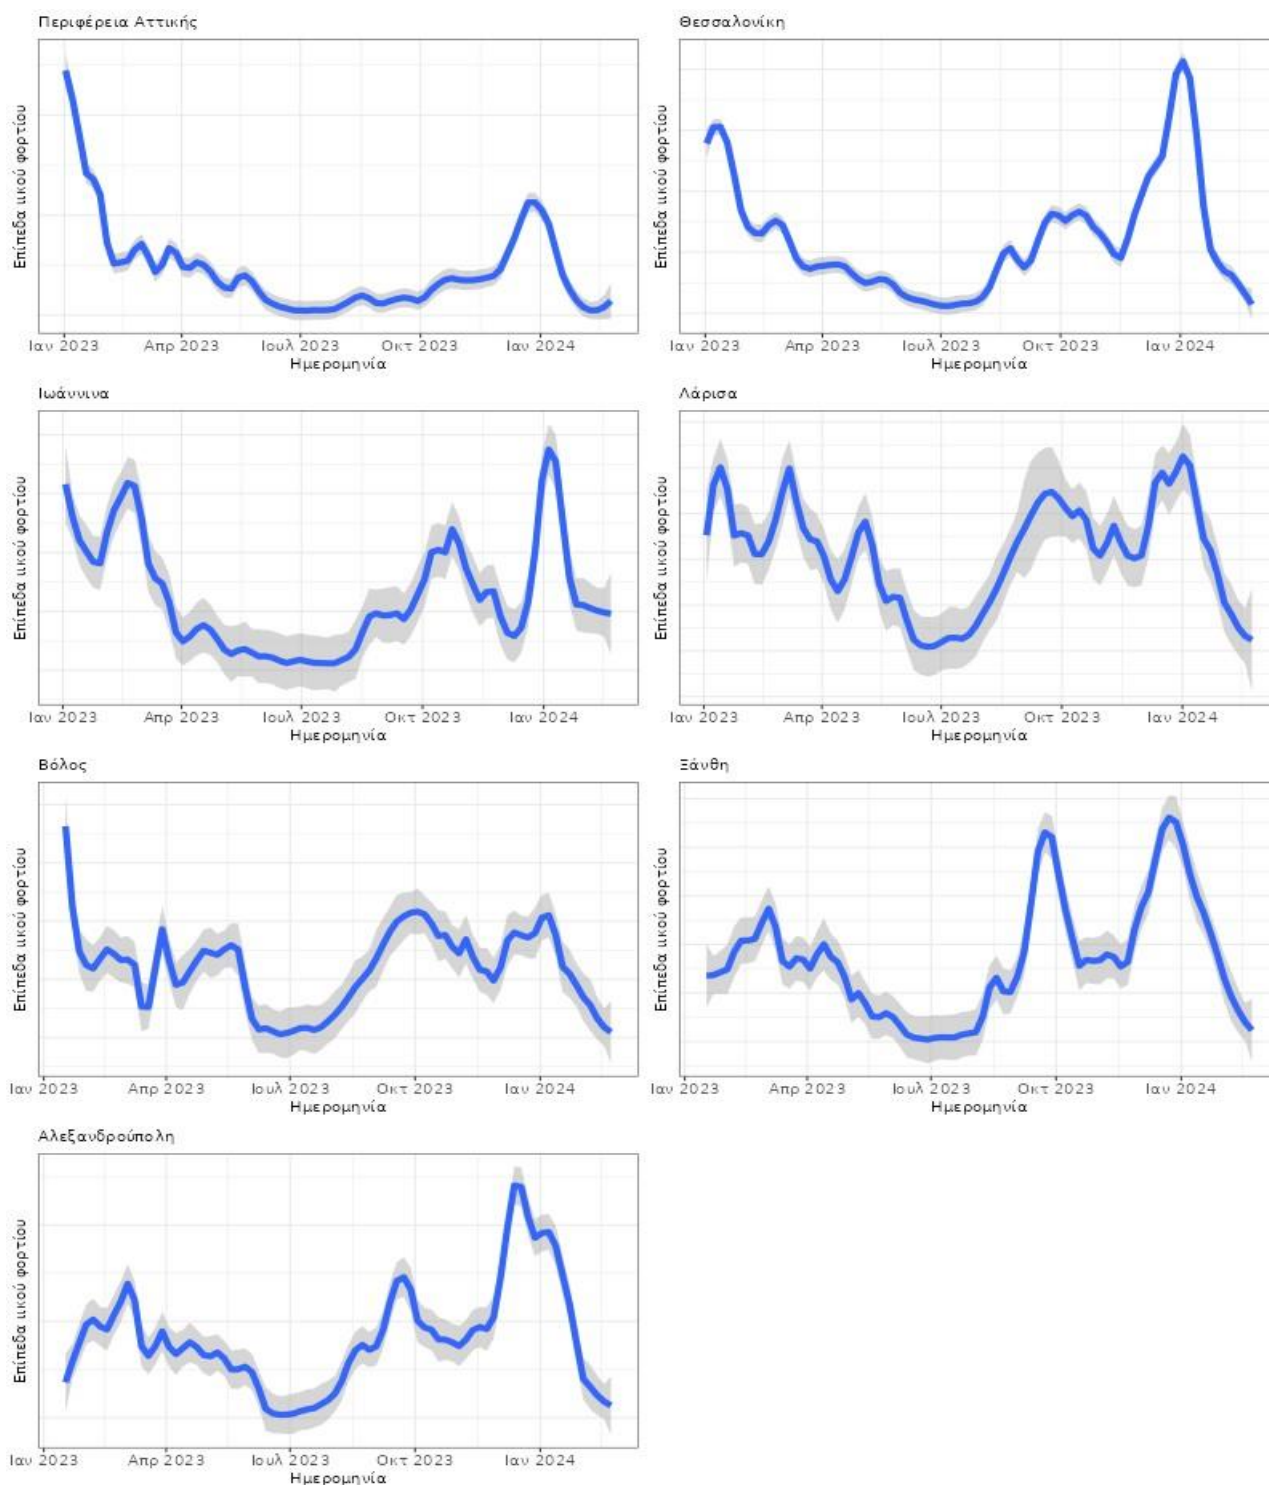 Περιφέρεια Αττικής
Επίπεδα ιικού φορτίου
Ιαν 2023 Απρ 2023 Ιουλ 2023 Οκτ 2023 Ιαν 2024
Ημερομηνία
Θεσσαλονίκη
Επίπεδα ιικού φορτίου
Ιαν 2023 Απρ 2023 Ιουλ 2023 Οκτ 2023 Ιαν 2024
Ημερομηνία
Ιωάννινα
Επίπεδα ιικού φορτίου
Ιαν 2023 Απρ 2023 Ιουλ 2023 Οκτ 2023 Ιαν 2024
Ημερομηνία
Λάρισα
Επίπεδα ιικού φορτίου
Ιαν 2023 Απρ 2023 Ιουλ 2023 Οκτ 2023 Ιαν 2024
Ημερομηνία
Βόλος
Επίπεδα ιικού φορτίου
Ιαν 2023 Απρ 2023 Ιουλ 2023 Οκτ 2023 Ιαν 2024
Ημερομηνία
Ξάνθη
Επίπεδα ιικού φορτίου
Ιαν 2023 Απρ 2023 Ιουλ 2023 Οκτ 2023 Ιαν 2024
Ημερομηνία
Αλεξανδρούπολη
Επίπεδα ιικού φορτίου
Ιαν 2023 Απρ 2023 Ιουλ 2023 Οκτ 2023 Ιαν 2024
Ημερομηνία